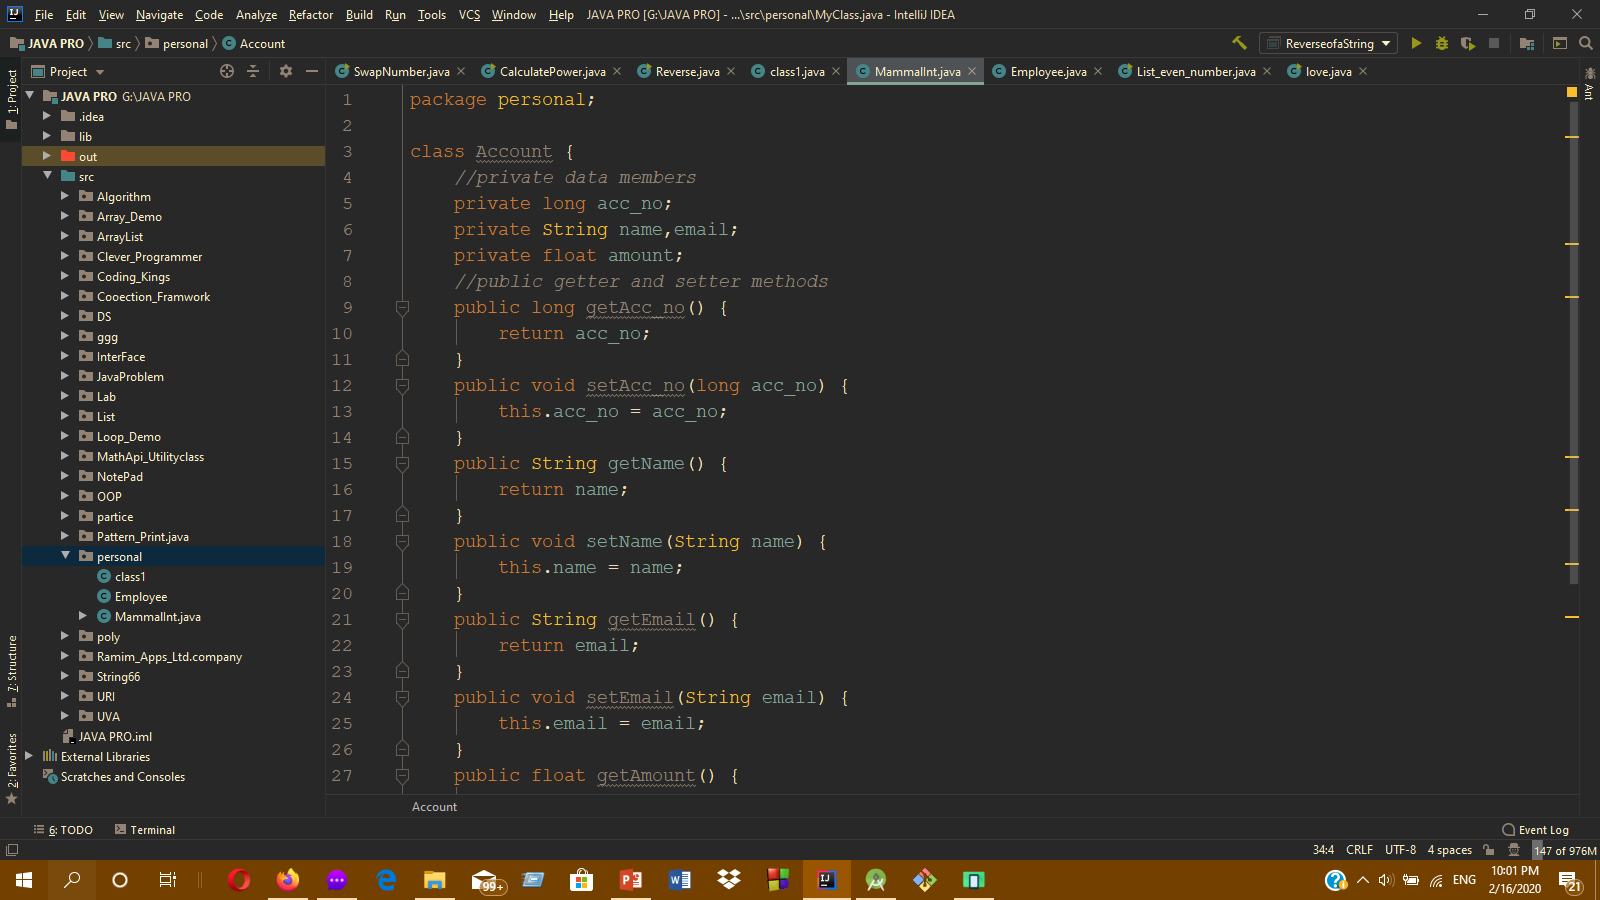 File Edit View Navigate Code Analyze Refactor Build Run Tools VCS Window Help JAVA PRO [G:\JAVA PRO] - ...\src\personal\MyClass.java - IntelliJ IDEA
JAVA PRO src personal Account ReverseofaString
Project SwapNumber.java CalculatePower.java Reverse.java class1.java MammalInt.java Employee.java List_even_number.java love.java
1: Project
Ant
JAVA PRO G:\JAVA PRO
.idea
lib
out
src
Algorithm
Array_Demo
ArrayList
Clever_Programmer
Coding_Kings
Cooection_Framwork
DS
ggg
InterFace
JavaProblem
Lab
List
Loop_Demo
MathApi_Utilityclass
NotePad
OOP
partice
Pattern_Print.java
personal
class1
Employee
MammalInt.java
poly
Ramim_Apps_Ltd.company
String66
URI
UVA
JAVA PRO.iml
External Libraries
Scratches and Consoles
7: Structure
2: Favorites
1 package personal;
2
3 class Account {
4 //private data members
5 private long acc_no;
6 private String name,email;
7 private float amount;
8 //public getter and setter methods
9 public long getAcc_no() {
10 return acc_no;
11 }
12 public void setAcc_no(long acc_no) {
13 this.acc_no = acc_no;
14 }
15 public String getName() {
16 return name;
17 }
18 public void setName(String name) {
19 this.name = name;
20 }
21 public String getEmail() {
22 return email;
23 }
24 public void setEmail(String email) {
25 this.email = email;
26 }
27 public float getAmount() {
Account
6: TODO Terminal Event Log
34:4 CRLF UTF-8 4 spaces 147 of 976M
99+ ENG 10:01 PM
2/16/2020 21